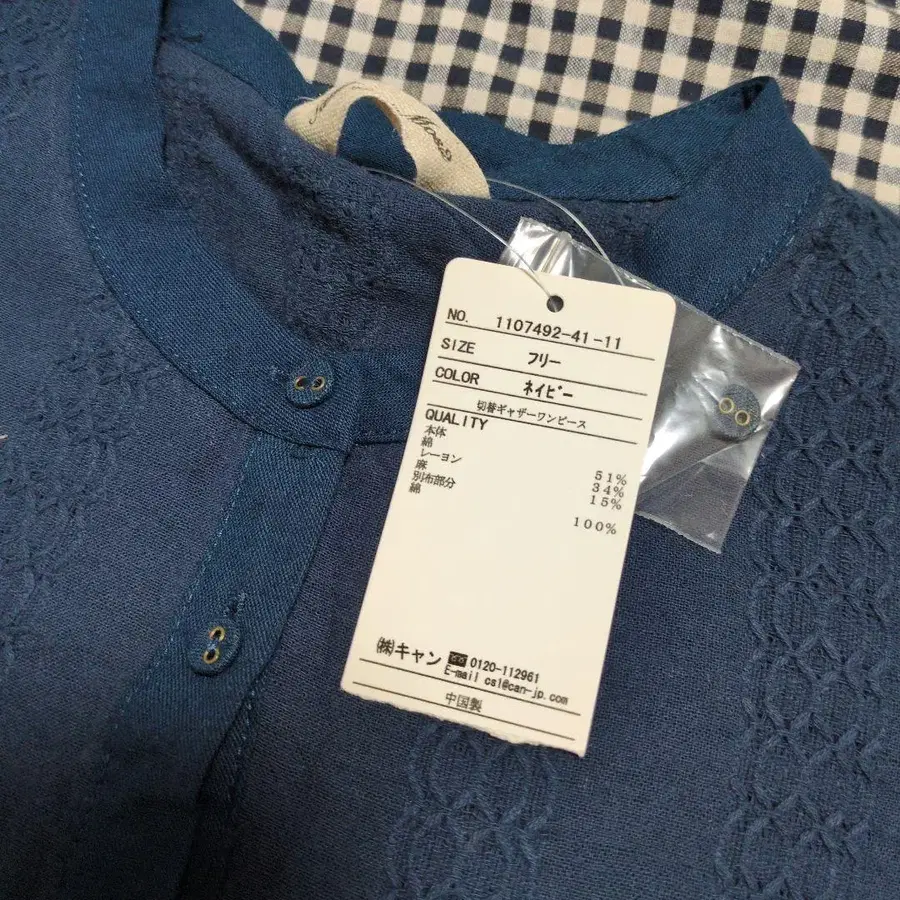 Moss
NO. 1107492-41-11
SIZE フリー
COLOR ネイビー
切替ギャザーワンピース
QUALITY
本体
綿 51%
レーヨン 34%
麻 15%
別布部分
綿 100%
㈱キャン 0120-112961
E-mail csl@can-jp.com
中国製